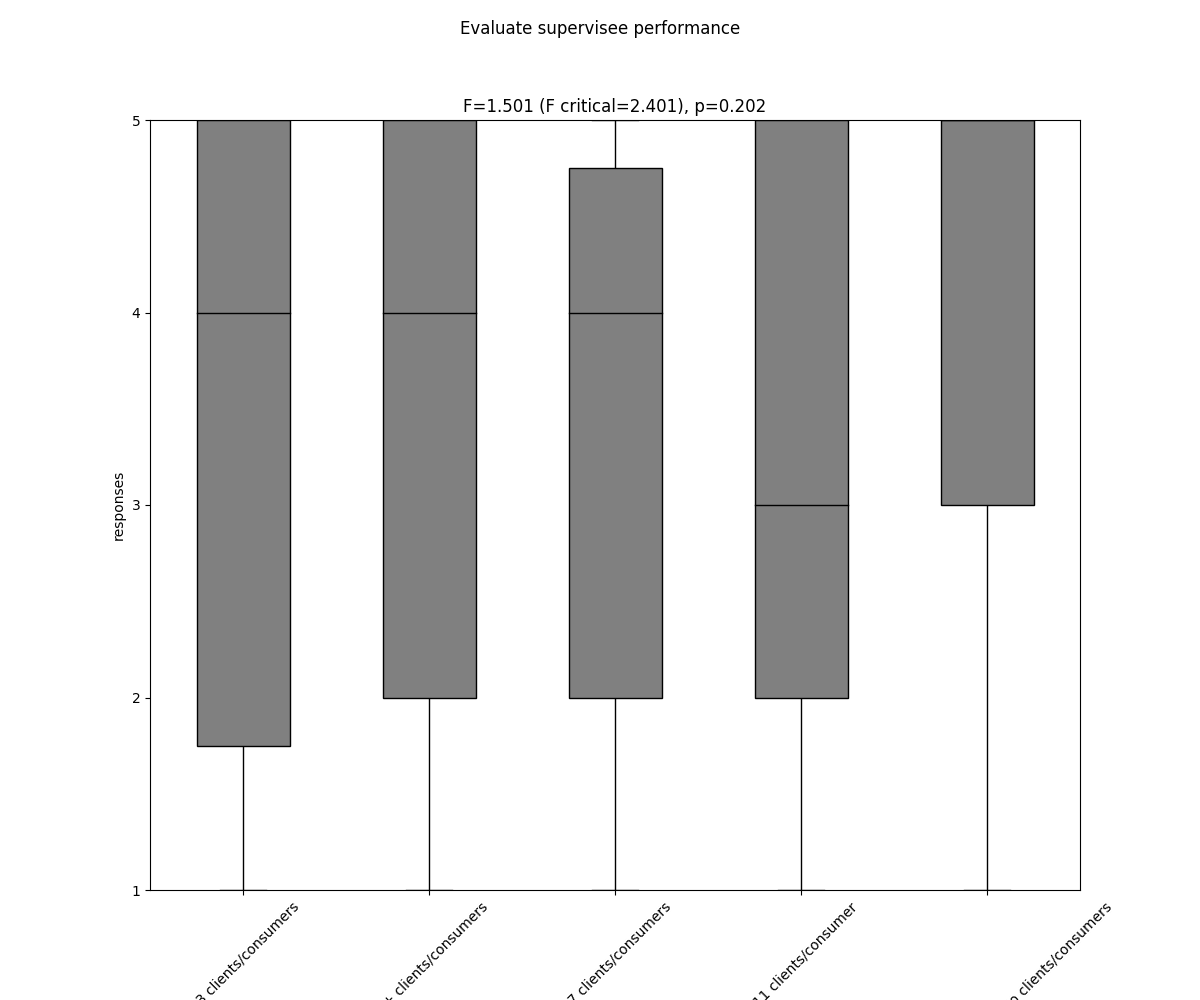 Evaluate supervisee performance
F=1.501 (F critical=2.401), p=0.202
5
4
3
2
1
responses
3 clients/consumers
clients/consumers
7 clients/consumers
11 clients/consumer
clients/consumers